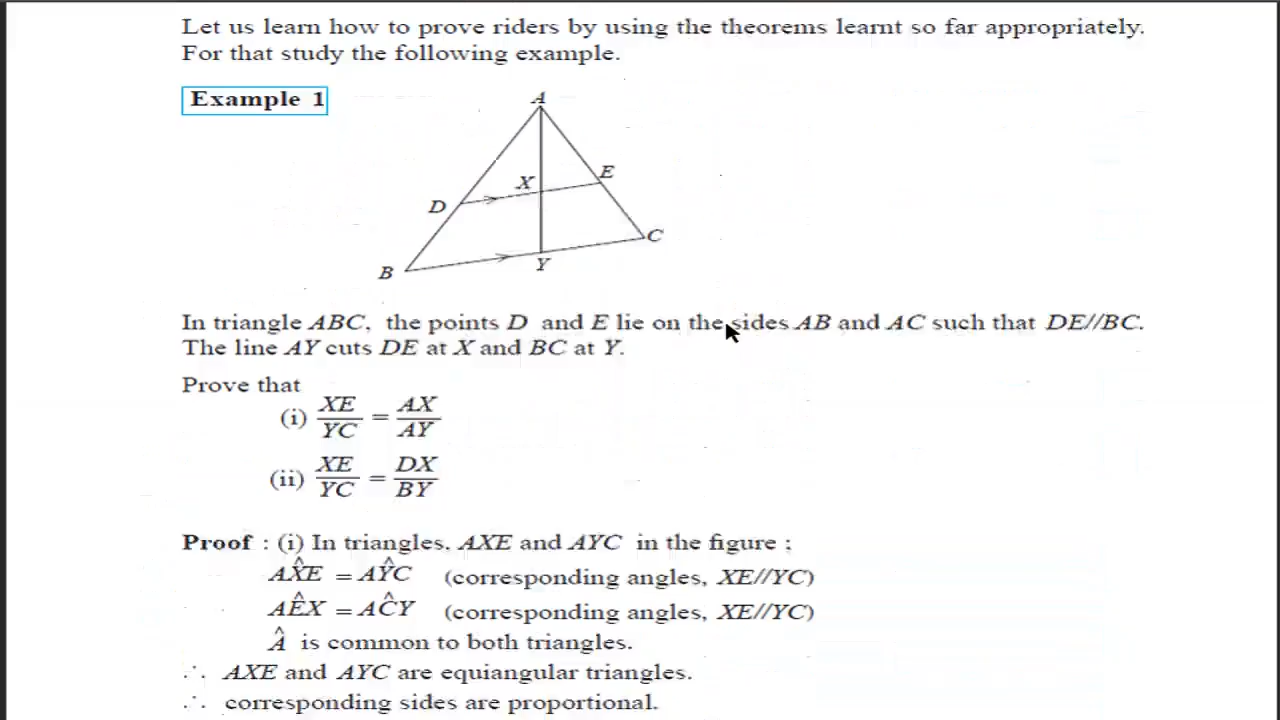 Let us learn how to prove riders by using the theorems learnt so far appropriately.
For that study the following example.
Example 1
A
X
E
D
C
B
Y
In triangle ABC, the points D and E lie on the sides AB and AC such that DE//BC.
The line AY cuts DE at X and BC at Y.
Prove that
(i) XE/YC = AX/AY
(ii) XE/YC = DX/BY
Proof : (i) In triangles, AXE and AYC in the figure ;
AX̂E = AŶC (corresponding angles, XE//YC)
AÊX = AĈY (corresponding angles, XE//YC)
Â is common to both triangles.
∴ AXE and AYC are equiangular triangles.
∴ corresponding sides are proportional.